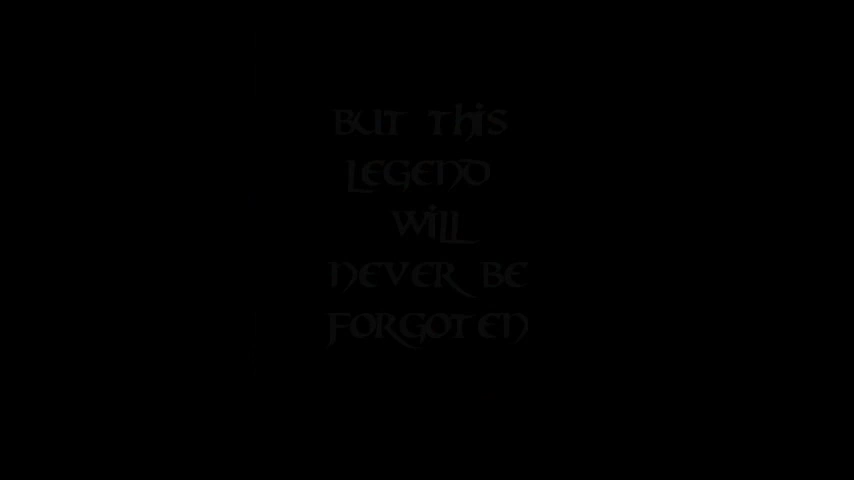 BUT THIS
LEGEND
WILL
NEVER BE
FORGOTEN